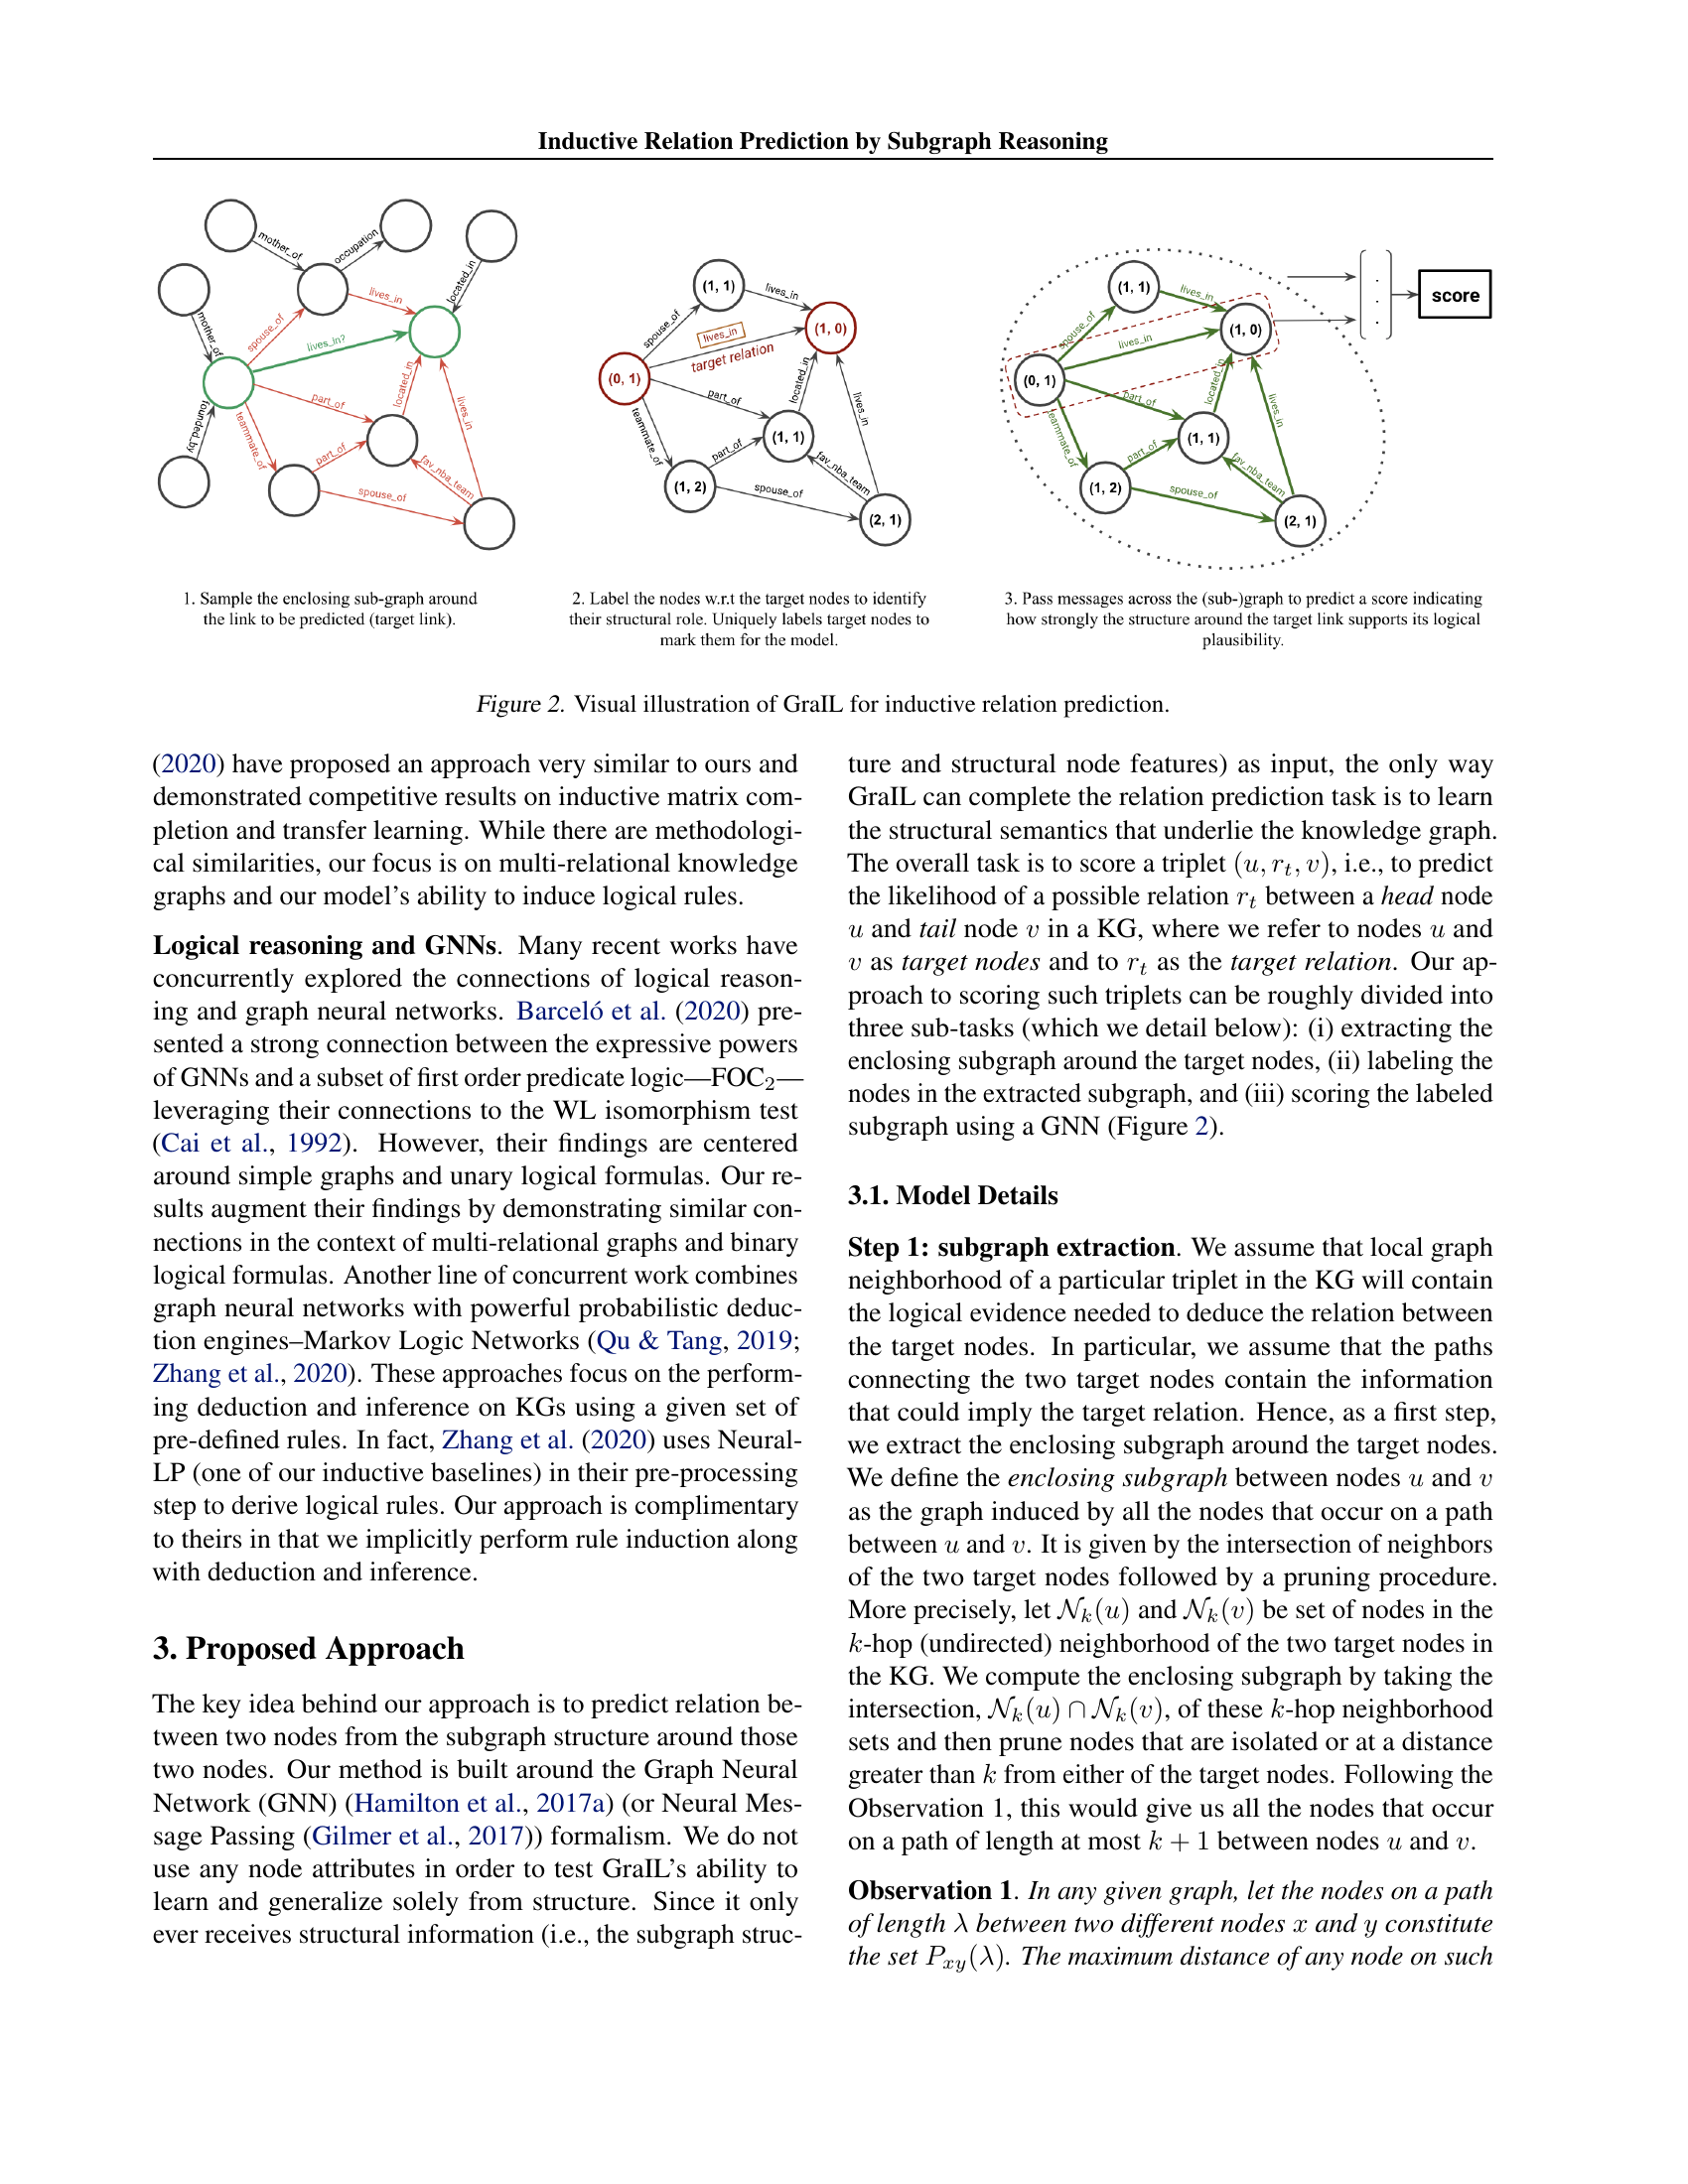 Inductive Relation Prediction by Subgraph Reasoning
mother_of
occupation
located_in
mother_of
lives_in
spouse_of
lives_in?
founded_by
part_of
located_in
lives_in
teammate_of
part_of
fav_nba_team
spouse_of
(1, 1)
lives_in
spouse_of
lives_in
(1, 0)
target relation
(0, 1)
part_of
located_in
lives_in
teammate_of
part_of
(1, 1)
fav_nba_team
(1, 2)
spouse_of
(2, 1)
(1, 1)
lives_in
spouse_of
lives_in
(1, 0)
(0, 1)
part_of
located_in
lives_in
teammate_of
part_of
(1, 1)
fav_nba_team
(1, 2)
spouse_of
(2, 1)
score
1. Sample the enclosing sub-graph around
the link to be predicted (target link).
2. Label the nodes w.r.t the target nodes to identify
their structural role. Uniquely labels target nodes to
mark them for the model.
3. Pass messages across the (sub-)graph to predict a score indicating
how strongly the structure around the target link supports its logical
plausibility.
Figure 2. Visual illustration of GraIL for inductive relation prediction.
(2020) have proposed an approach very similar to ours and
demonstrated competitive results on inductive matrix com-
pletion and transfer learning. While there are methodologi-
cal similarities, our focus is on multi-relational knowledge
graphs and our model's ability to induce logical rules.
Logical reasoning and GNNs. Many recent works have
concurrently explored the connections of logical reason-
ing and graph neural networks. Barceló et al. (2020) pre-
sented a strong connection between the expressive powers
of GNNs and a subset of first order predicate logic—FOC₂—
leveraging their connections to the WL isomorphism test
(Cai et al., 1992). However, their findings are centered
around simple graphs and unary logical formulas. Our re-
sults augment their findings by demonstrating similar con-
nections in the context of multi-relational graphs and binary
logical formulas. Another line of concurrent work combines
graph neural networks with powerful probabilistic deduc-
tion engines–Markov Logic Networks (Qu & Tang, 2019;
Zhang et al., 2020). These approaches focus on the perform-
ing deduction and inference on KGs using a given set of
pre-defined rules. In fact, Zhang et al. (2020) uses Neural-
LP (one of our inductive baselines) in their pre-processing
step to derive logical rules. Our approach is complimentary
to theirs in that we implicitly perform rule induction along
with deduction and inference.
3. Proposed Approach
The key idea behind our approach is to predict relation be-
tween two nodes from the subgraph structure around those
two nodes. Our method is built around the Graph Neural
Network (GNN) (Hamilton et al., 2017a) (or Neural Mes-
sage Passing (Gilmer et al., 2017)) formalism. We do not
use any node attributes in order to test GraIL's ability to
learn and generalize solely from structure. Since it only
ever receives structural information (i.e., the subgraph struc-
ture and structural node features) as input, the only way
GraIL can complete the relation prediction task is to learn
the structural semantics that underlie the knowledge graph.
The overall task is to score a triplet (u, rₜ, v), i.e., to predict
the likelihood of a possible relation rₜ between a head node
u and tail node v in a KG, where we refer to nodes u and
v as target nodes and to rₜ as the target relation. Our ap-
proach to scoring such triplets can be roughly divided into
three sub-tasks (which we detail below): (i) extracting the
enclosing subgraph around the target nodes, (ii) labeling the
nodes in the extracted subgraph, and (iii) scoring the labeled
subgraph using a GNN (Figure 2).
3.1. Model Details
Step 1: subgraph extraction. We assume that local graph
neighborhood of a particular triplet in the KG will contain
the logical evidence needed to deduce the relation between
the target nodes. In particular, we assume that the paths
connecting the two target nodes contain the information
that could imply the target relation. Hence, as a first step,
we extract the enclosing subgraph around the target nodes.
We define the enclosing subgraph between nodes u and v
as the graph induced by all the nodes that occur on a path
between u and v. It is given by the intersection of neighbors
of the two target nodes followed by a pruning procedure.
More precisely, let 𝒩ₖ(u) and 𝒩ₖ(v) be set of nodes in the
k-hop (undirected) neighborhood of the two target nodes in
the KG. We compute the enclosing subgraph by taking the
intersection, 𝒩ₖ(u) ∩ 𝒩ₖ(v), of these k-hop neighborhood
sets and then prune nodes that are isolated or at a distance
greater than k from either of the target nodes. Following the
Observation 1, this would give us all the nodes that occur
on a path of length at most k + 1 between nodes u and v.
Observation 1. In any given graph, let the nodes on a path
of length λ between two different nodes x and y constitute
the set Pxy(λ). The maximum distance of any node on such